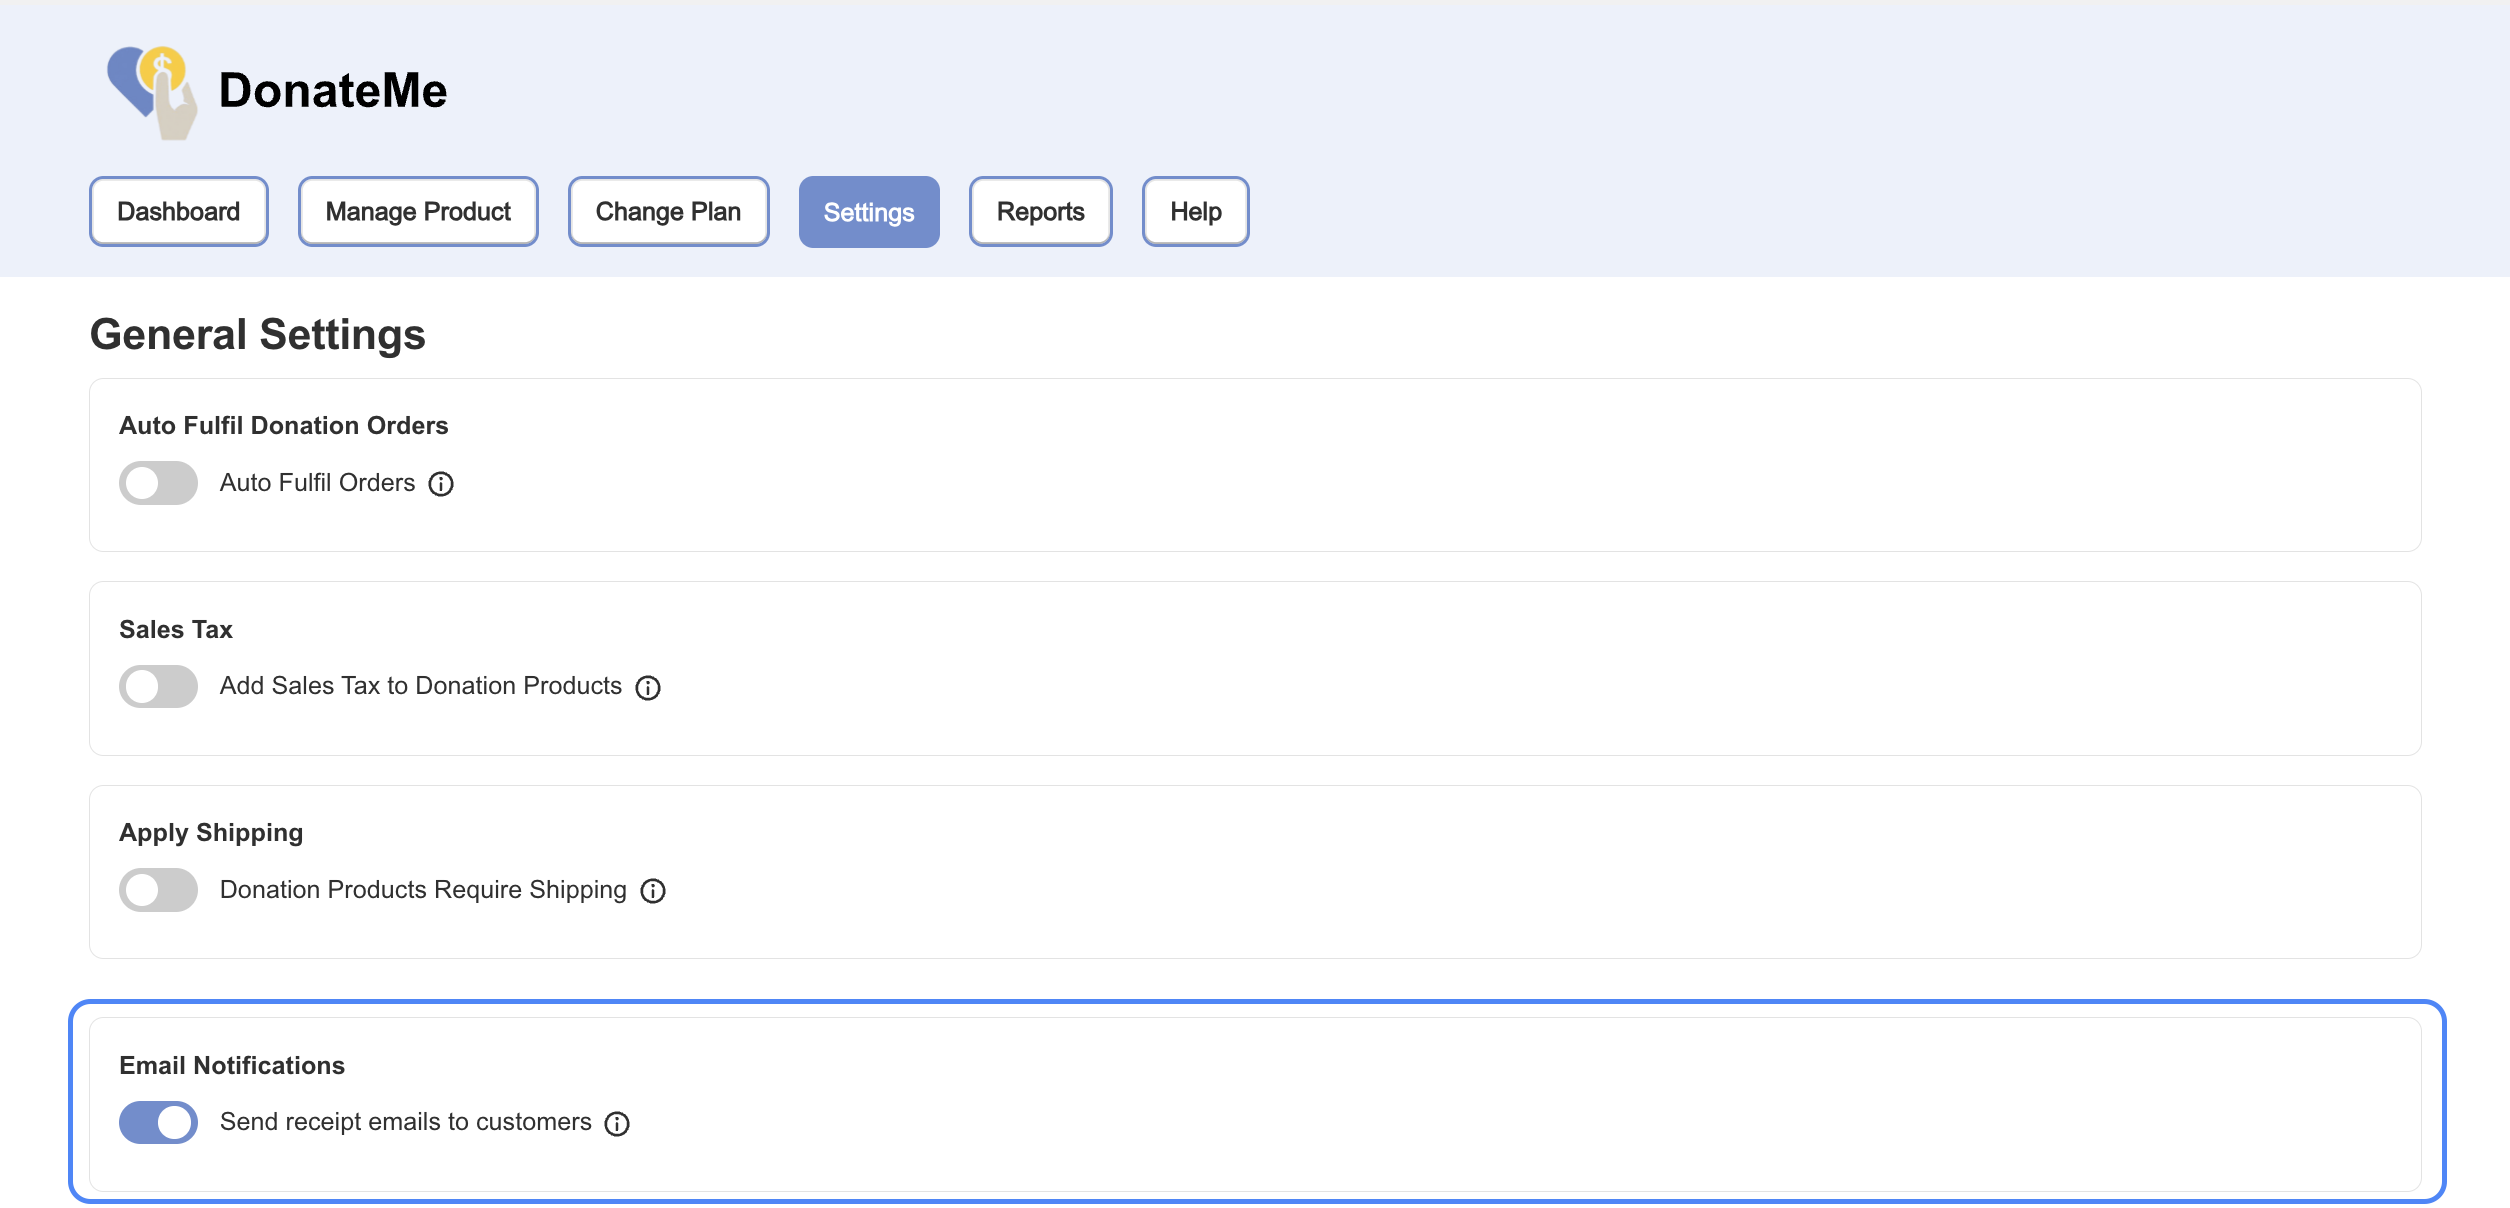 DonateMe
Dashboard
Manage Product
Change Plan
Settings
Reports
Help
General Settings
Auto Fulfil Donation Orders
Auto Fulfil Orders
Sales Tax
Add Sales Tax to Donation Products
Apply Shipping
Donation Products Require Shipping
Email Notifications
Send receipt emails to customers